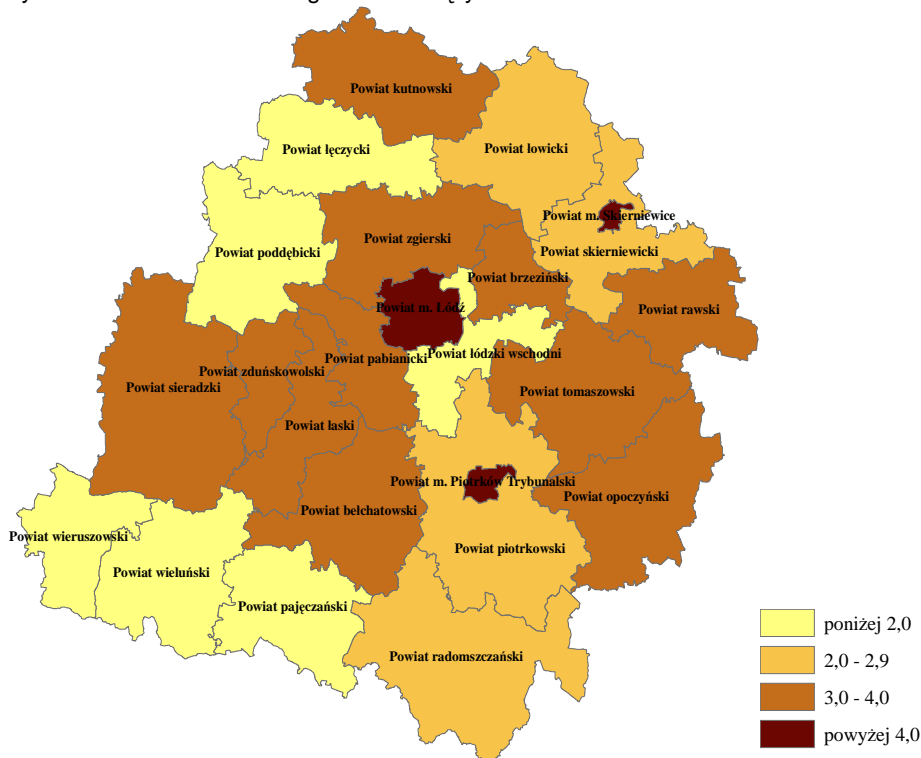 Powiat kutnowski
Powiat łęczycki
Powiat łowicki
Powiat m. Skierniewice
Powiat zgierski
Powiat poddębicki
Powiat skierniewicki
Powiat brzeziński
Powiat m. Łódź
Powiat rawski
Powiat łódzki wschodni
Powiat pabianicki
Powiat zduńskowolski
Powiat sieradzki
Powiat tomaszowski
Powiat łaski
Powiat m. Piotrków Trybunalski
Powiat opoczyński
Powiat bełchatowski
Powiat wieruszowski
Powiat piotrkowski
Powiat wieluński
Powiat pajęczański
Powiat radomszczański
poniżej 2,0
2,0 - 2,9
3,0 - 4,0
powyżej 4,0